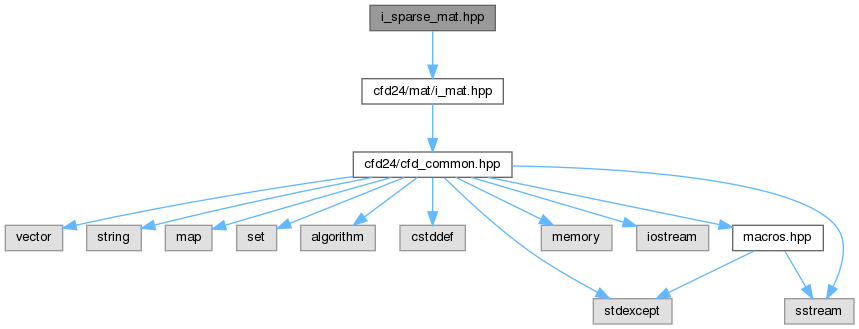 i_sparse_mat.hpp
cfd24/mat/i_mat.hpp
cfd24/cfd_common.hpp
vector
string
map
set
algorithm
cstddef
memory
iostream
macros.hpp
stdexcept
sstream